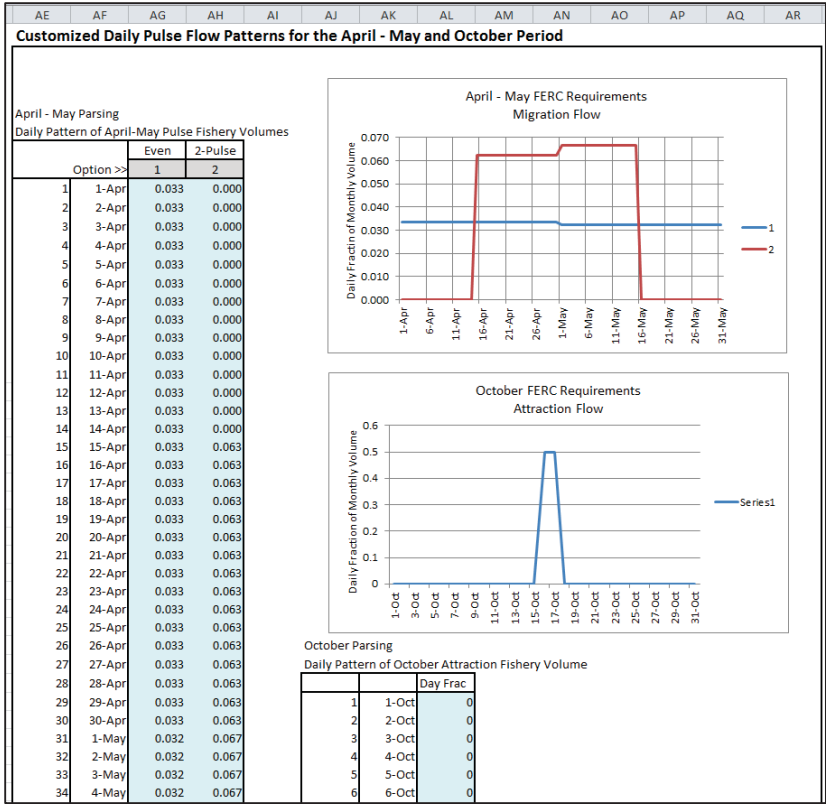 AE AF AG AH AI AJ AK AL AM AN AO AP AQ AR
Customized Daily Pulse Flow Patterns for the April - May and October Period
April - May Parsing
Daily Pattern of April-May Pulse Fishery Volumes
Even 2-Pulse
Option >> 1 2
1 1-Apr 0.033 0.000
2 2-Apr 0.033 0.000
3 3-Apr 0.033 0.000
4 4-Apr 0.033 0.000
5 5-Apr 0.033 0.000
6 6-Apr 0.033 0.000
7 7-Apr 0.033 0.000
8 8-Apr 0.033 0.000
9 9-Apr 0.033 0.000
10 10-Apr 0.033 0.000
11 11-Apr 0.033 0.000
12 12-Apr 0.033 0.000
13 13-Apr 0.033 0.000
14 14-Apr 0.033 0.000
15 15-Apr 0.033 0.063
16 16-Apr 0.033 0.063
17 17-Apr 0.033 0.063
18 18-Apr 0.033 0.063
19 19-Apr 0.033 0.063
20 20-Apr 0.033 0.063
21 21-Apr 0.033 0.063
22 22-Apr 0.033 0.063
23 23-Apr 0.033 0.063
24 24-Apr 0.033 0.063
25 25-Apr 0.033 0.063
26 26-Apr 0.033 0.063
27 27-Apr 0.033 0.063
28 28-Apr 0.033 0.063
29 29-Apr 0.033 0.063
30 30-Apr 0.033 0.063
31 1-May 0.032 0.067
32 2-May 0.032 0.067
33 3-May 0.032 0.067
34 4-May 0.032 0.067
April - May FERC Requirements
Migration Flow
Daily Fractin of Monthly Volume
0.070
0.060
0.050
0.040
0.030
0.020
0.010
0.000
1-Apr 6-Apr 11-Apr 16-Apr 21-Apr 26-Apr 1-May 6-May 11-May 16-May 21-May 26-May 31-May
1
2
October FERC Requirements
Attraction Flow
Daily Fraction of Monthly Volume
0.6
0.5
0.4
0.3
0.2
0.1
0
1-Oct 3-Oct 5-Oct 7-Oct 9-Oct 11-Oct 13-Oct 15-Oct 17-Oct 19-Oct 21-Oct 23-Oct 25-Oct 27-Oct 29-Oct 31-Oct
Series1
October Parsing
Daily Pattern of October Attraction Fishery Volume
Day Frac
1 1-Oct 0
2 2-Oct 0
3 3-Oct 0
4 4-Oct 0
5 5-Oct 0
6 6-Oct 0